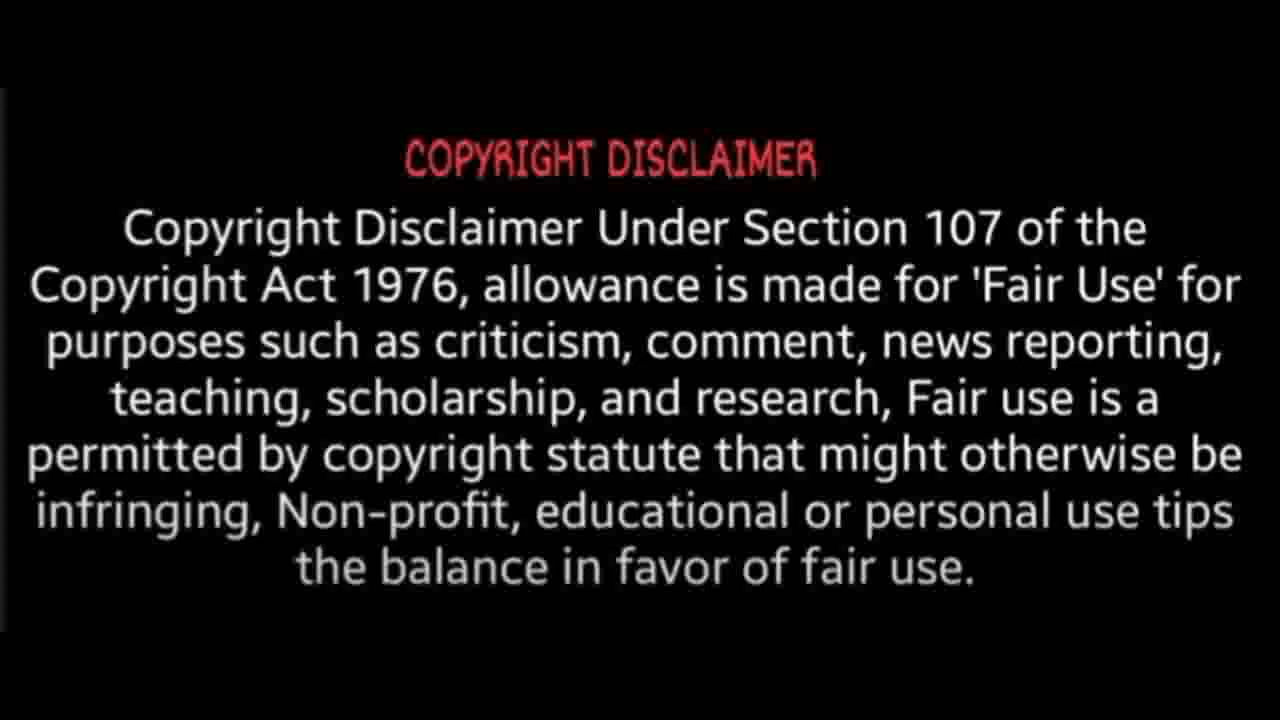 COPYRIGHT DISCLAIMER
Copyright Disclaimer Under Section 107 of the
Copyright Act 1976, allowance is made for 'Fair Use' for
purposes such as criticism, comment, news reporting,
teaching, scholarship, and research, Fair use is a
permitted by copyright statute that might otherwise be
infringing, Non-profit, educational or personal use tips
the balance in favor of fair use.